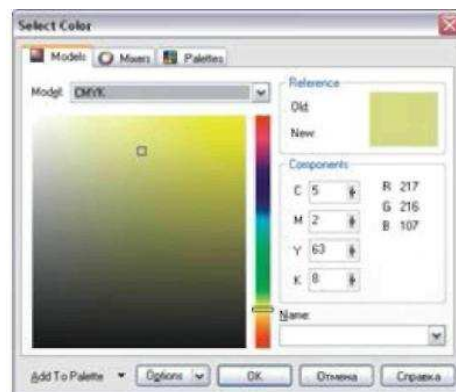 Select Color
Models Mixers Palettes
Model: CMYK
Reference
Old:
New:
Components
C 5 R 217
M 2 G 216
Y 63 B 107
K 8
Name:
Add To Palette Options OK Отмена Справка